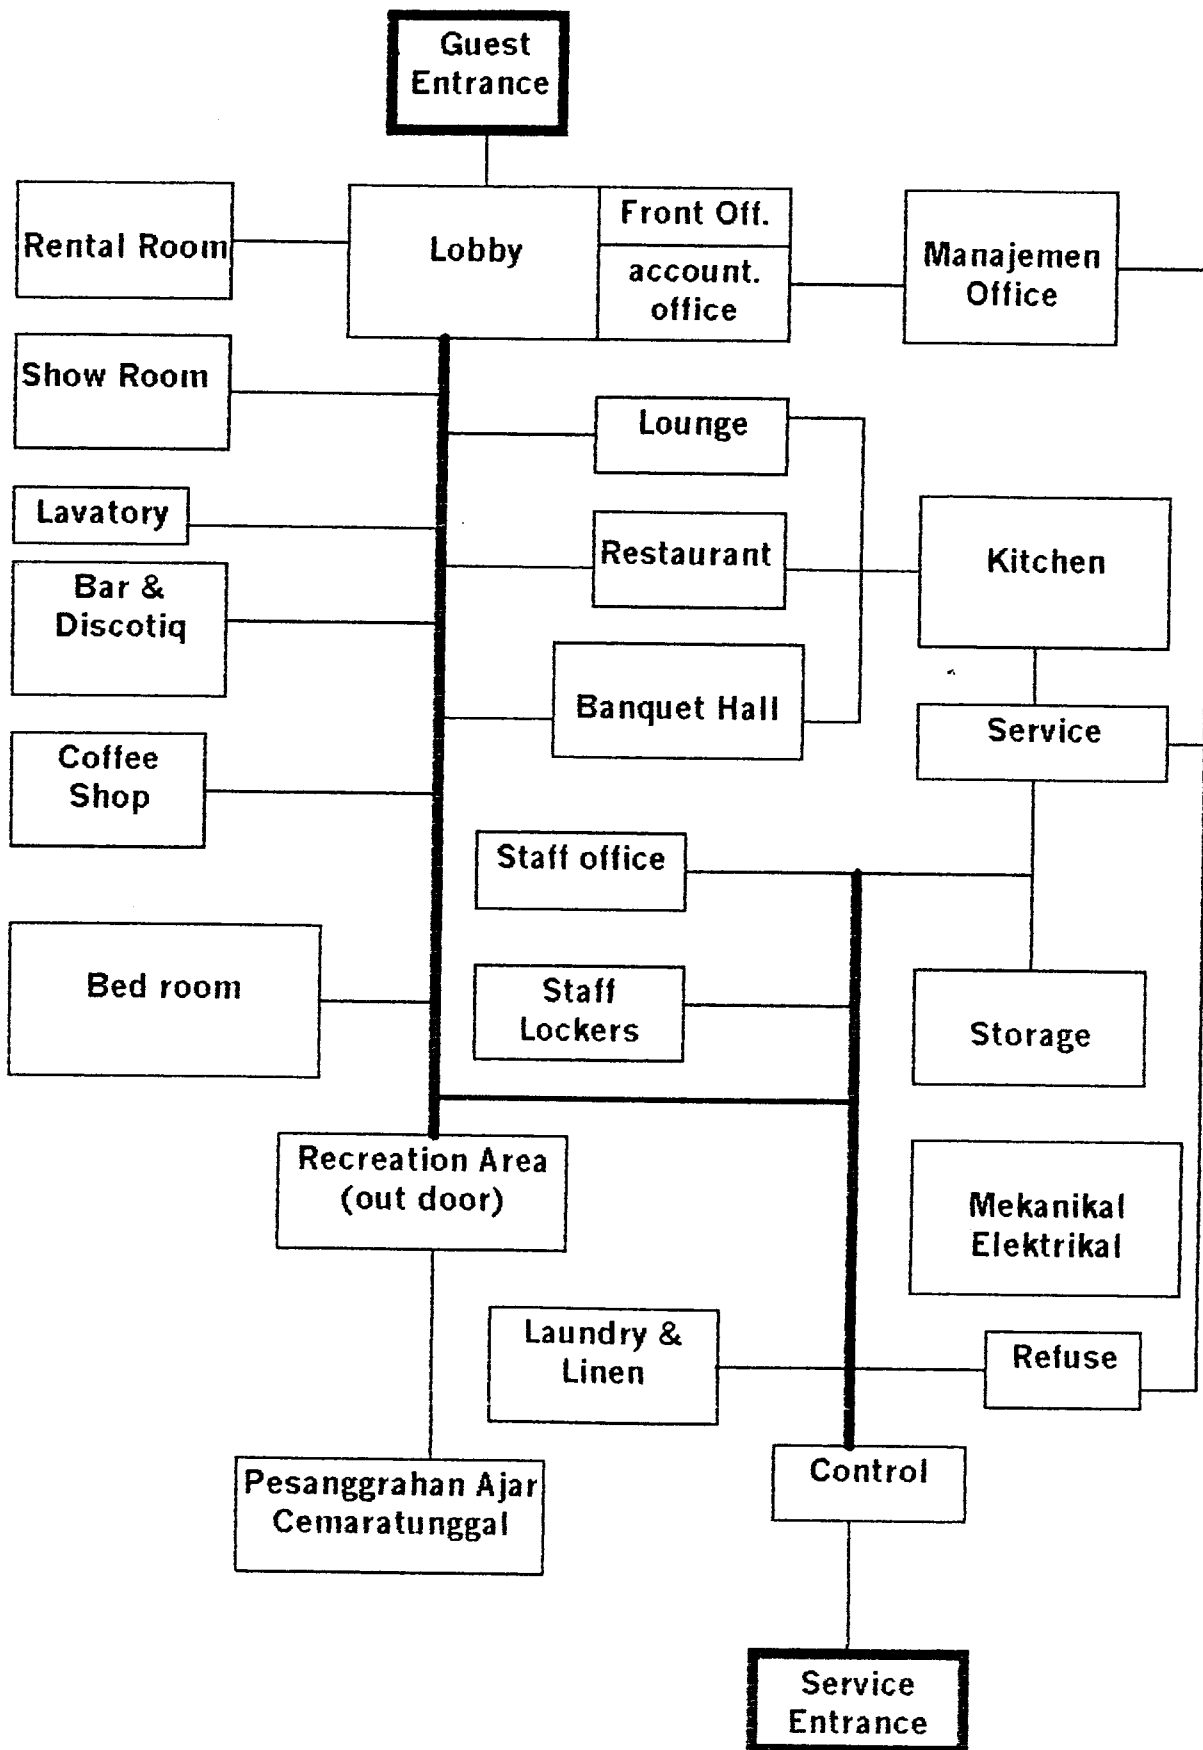 Guest
Entrance
Rental Room
Lobby
Front Off.
account.
office
Manajemen
Office
Show Room
Lounge
Lavatory
Restaurant
Kitchen
Bar &
Discotiq
Banquet Hall
Service
Coffee
Shop
Staff office
Bed room
Staff
Lockers
Storage
Recreation Area
(out door)
Mekanikal
Elektrikal
Laundry &
Linen
Refuse
Pesanggrahan Ajar
Cemaratunggal
Control
Service
Entrance